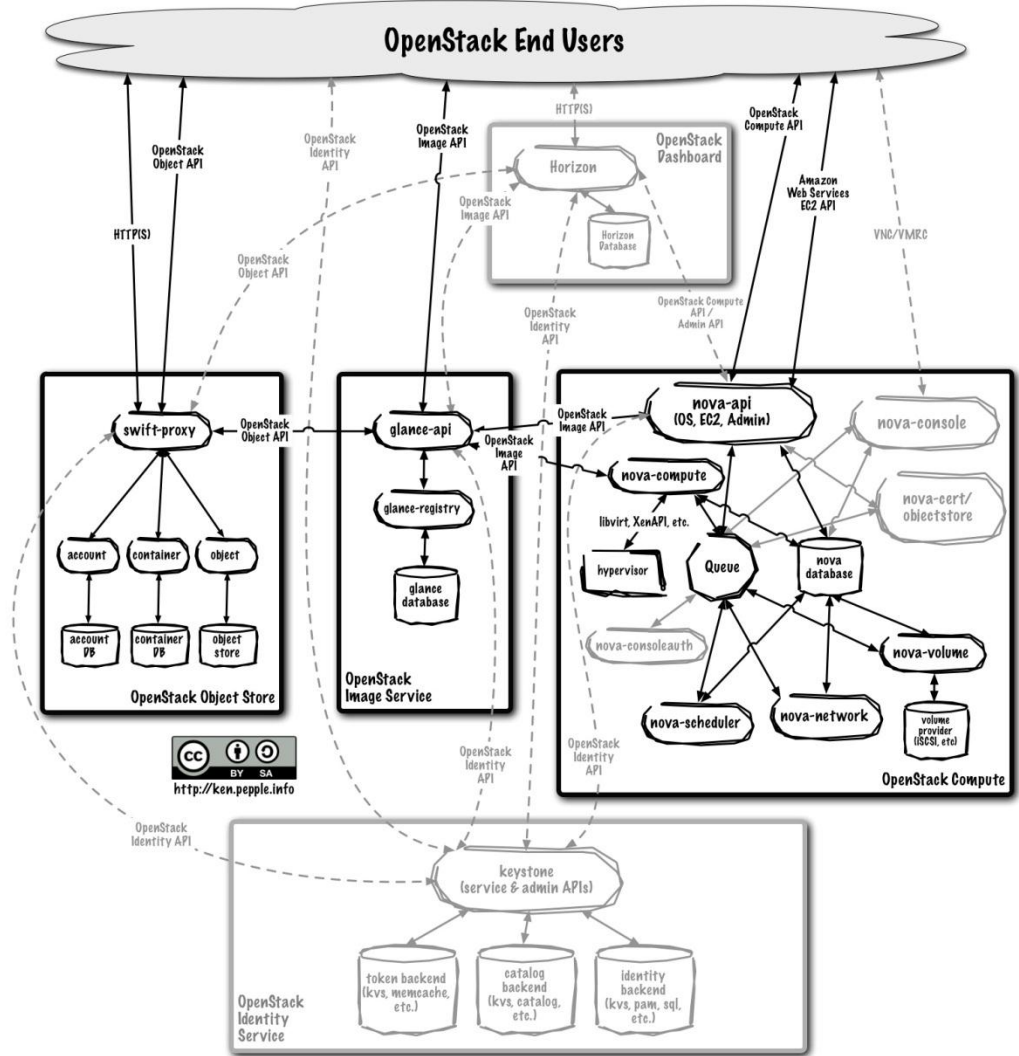 OpenStack End Users
HTTP(S)
OpenStack
Object API
OpenStack
Identity
API
OpenStack
Image API
HTTP(S)
OpenStack
Dashboard
Horizon
Horizon
Database
OpenStack
Compute API
Amazon
Web Services
EC2 API
VNC/VMRC
OpenStack
Image API
OpenStack
Object API
OpenStack
Identity
API
OpenStack Compute
API /
Admin API
swift-proxy
OpenStack
Object API
account
container
object
account
DB
container
DB
object
store
OpenStack Object Store
glance-api
glance-registry
glance
database
OpenStack
Image Service
OpenStack
Image API
OpenStack
Image
API
nova-api
(OS, EC2, Admin)
nova-console
nova-compute
nova-cert/
objectstore
libvirt, XenAPI, etc.
hypervisor
Queue
nova
database
nova-consoleauth
nova-volume
nova-scheduler
nova-network
volume
provider
(iSCSI, etc)
OpenStack Compute
cc
BY SA
http://ken.pepple.info
OpenStack
Identity
API
OpenStack
Identity
API
OpenStack
Identity API
keystone
(service & admin APIs)
token backend
(kvs, memcache,
etc.)
catalog
backend
(kvs, catalog,
etc.)
identity
backend
(kvs, pam, sql,
etc.)
OpenStack
Identity
Service